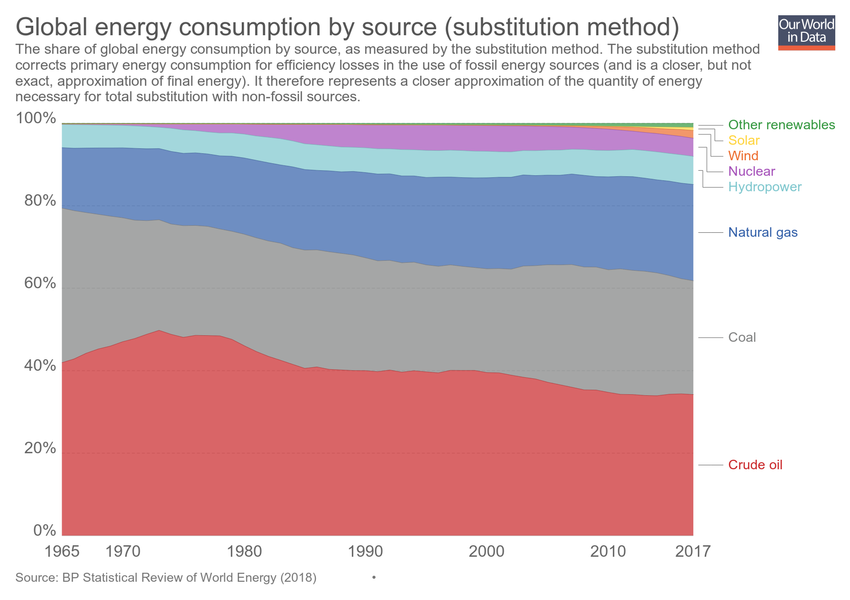 Global energy consumption by source (substitution method)
Our World
in Data
The share of global energy consumption by source, as measured by the substitution method. The substitution method
corrects primary energy consumption for efficiency losses in the use of fossil energy sources (and is a closer, but not
exact, approximation of final energy). It therefore represents a closer approximation of the quantity of energy
necessary for total substitution with non-fossil sources.
100%
80%
60%
40%
20%
0%
Other renewables
Solar
Wind
Nuclear
Hydropower
Natural gas
Coal
Crude oil
1965 1970 1980 1990 2000 2010 2017
Source: BP Statistical Review of World Energy (2018) •